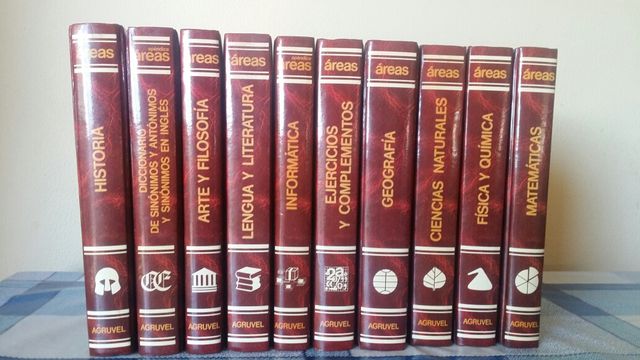 áreas
HISTORIA
AGRUVEL
apéndice
áreas
DICCIONARIO
DE SINÓNIMOS Y ANTÓNIMOS
Y SINÓNIMOS EN INGLÉS
AGRUVEL
áreas
ARTE Y FILOSOFÍA
AGRUVEL
áreas
LENGUA Y LITERATURA
AGRUVEL
apéndice
áreas
INFORMÁTICA
AGRUVEL
áreas
EJERCICIOS
Y COMPLEMENTOS
AGRUVEL
áreas
GEOGRAFÍA
AGRUVEL
áreas
CIENCIAS NATURALES
AGRUVEL
áreas
FÍSICA Y QUÍMICA
AGRUVEL
áreas
MATEMÁTICAS
AGRUVEL